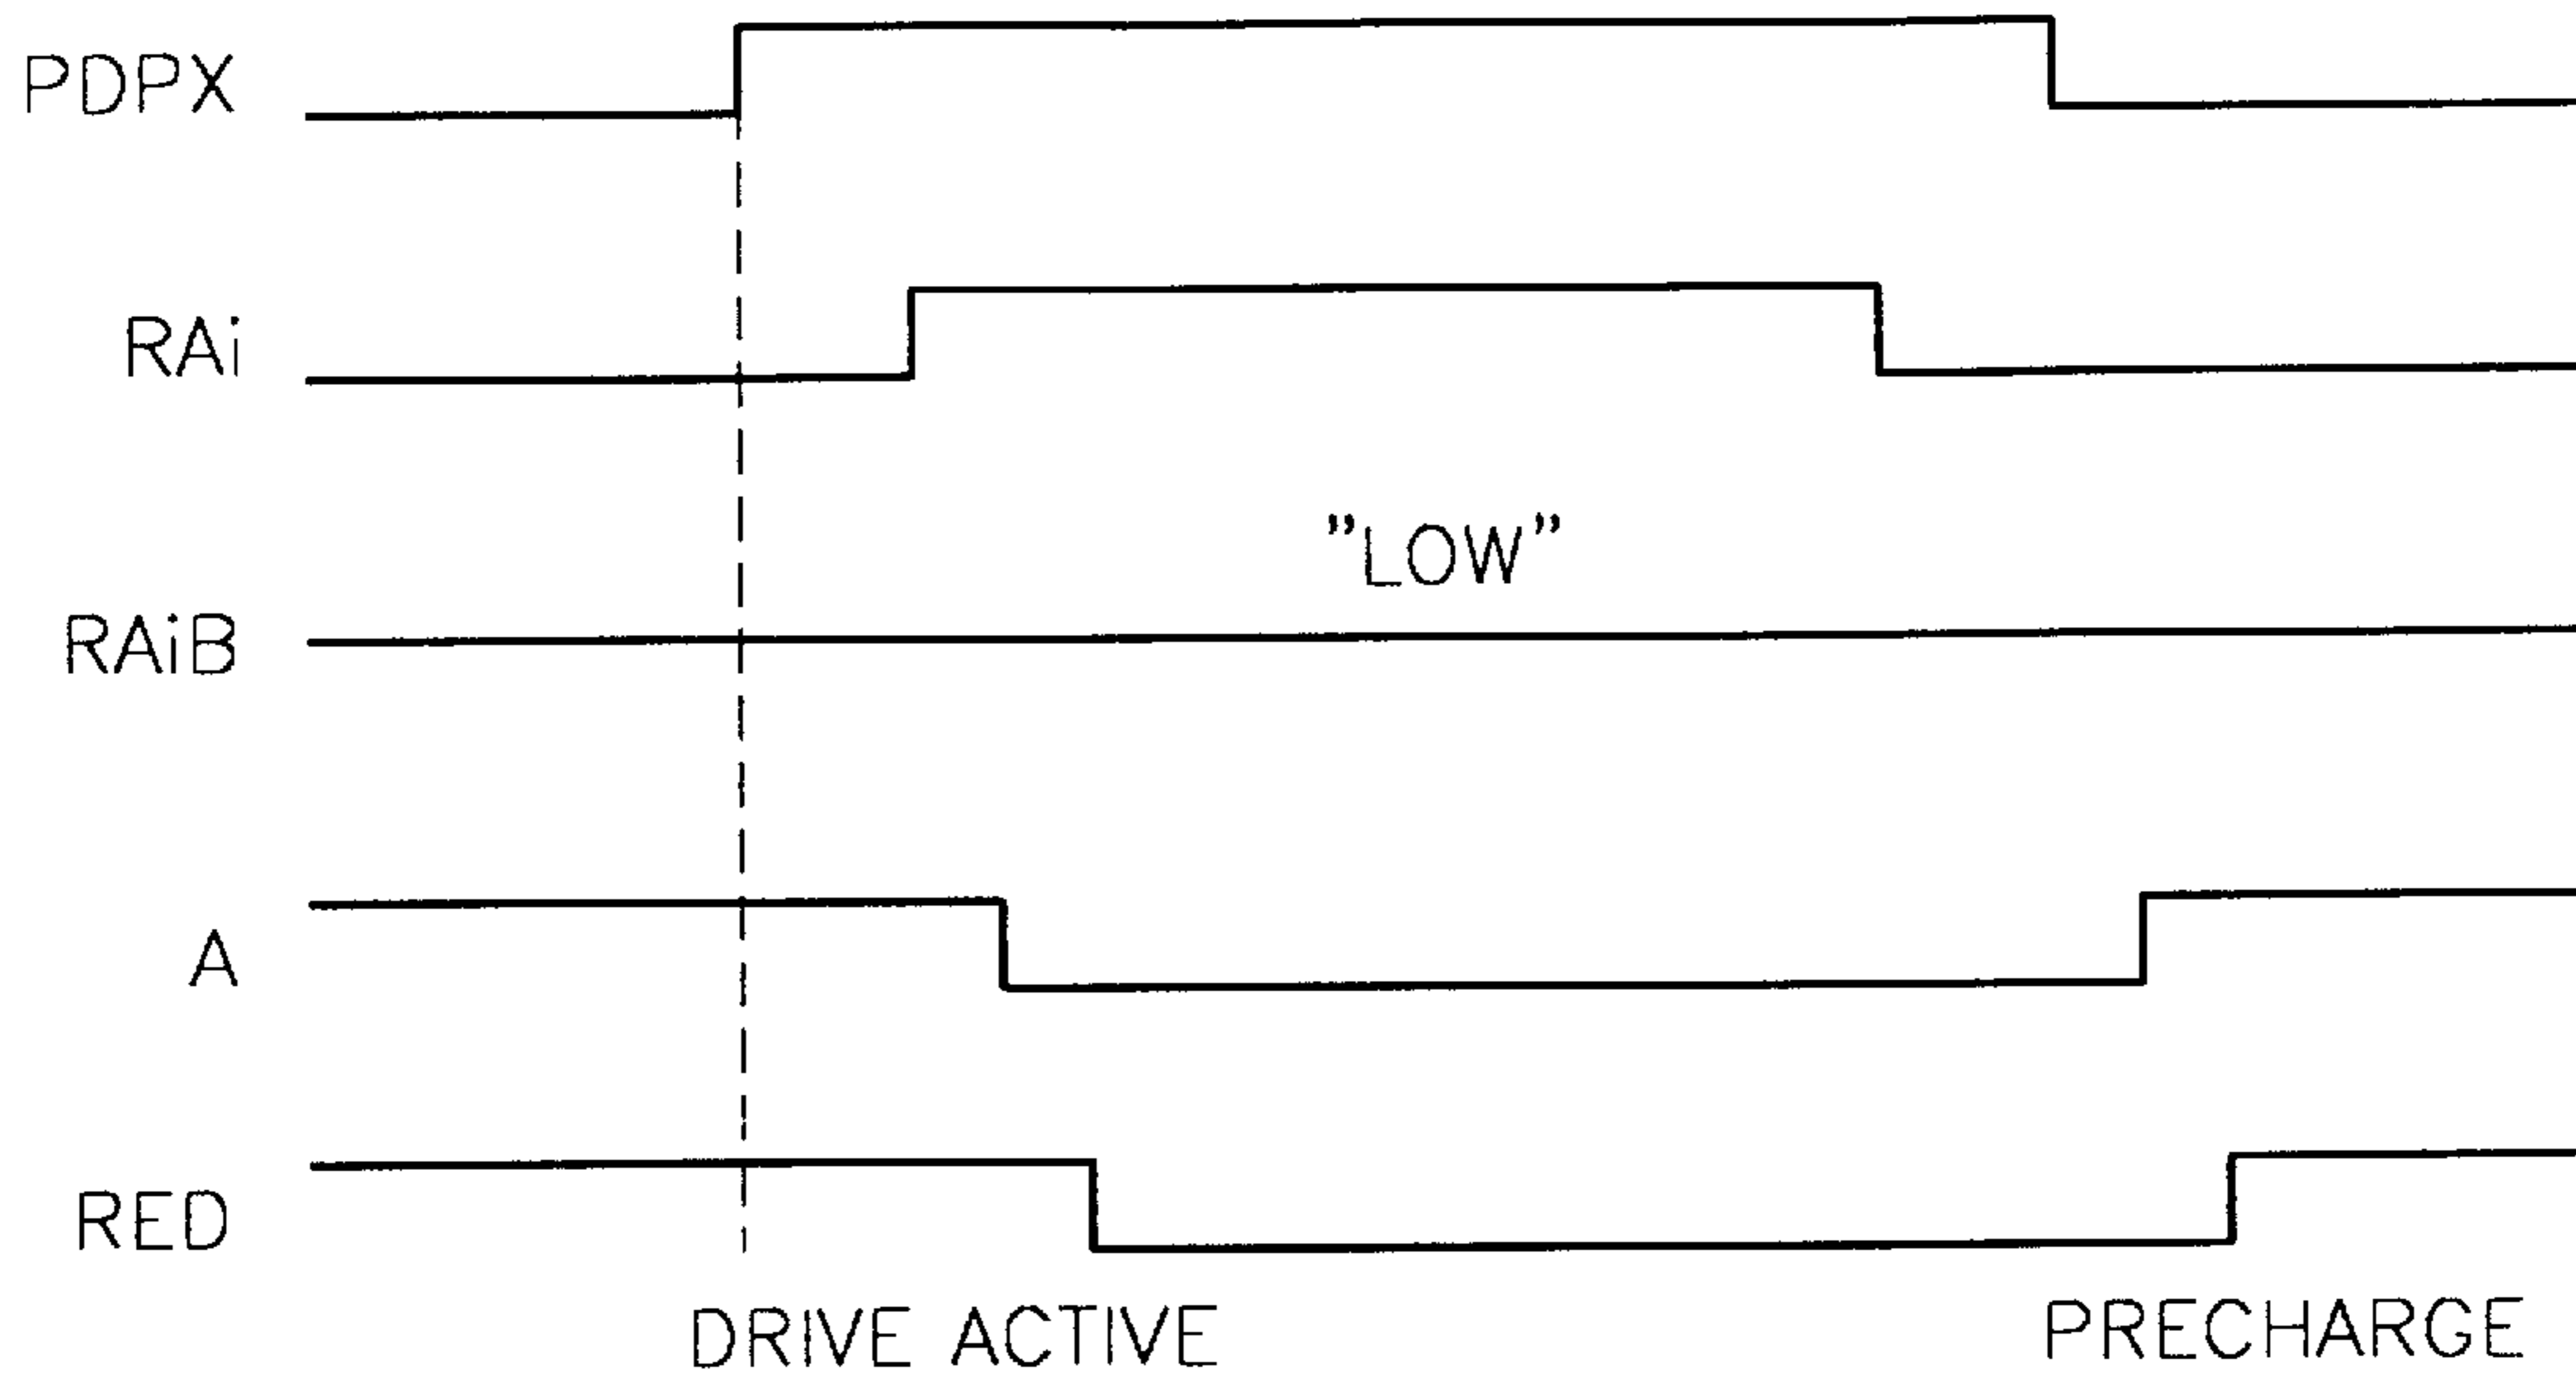 PDPX
RAi
"LOW"
RAiB
A
RED
DRIVE ACTIVE
PRECHARGE